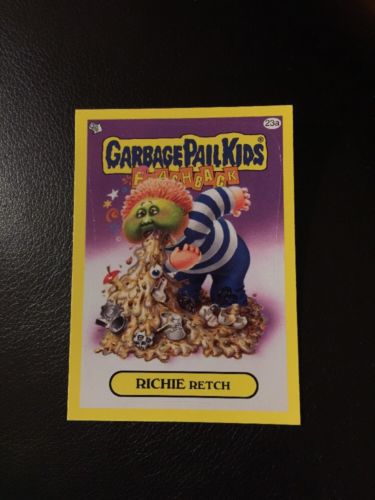 23a
GARBAGE PAIL KIDS®
FLASHBACK
RICHIE RETCH